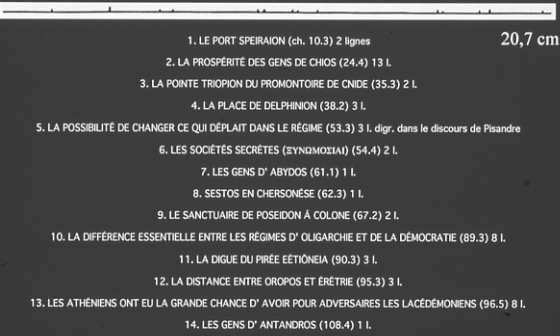 20,7 cm
1. LE PORT SPEIRAION (ch. 10.3) 2 lignes
2. LA PROSPÉRITÉ DES GENS DE CHIOS (24.4) 13 l.
3. LA POINTE TRIOPION DU PROMONTOIRE DE CNIDE (35.3) 2 l.
4. LA PLACE DE DELPHINION (38.2) 3 l.
5. LA POSSIBILITÉ DE CHANGER CE QUI DÉPLAIT DANS LE RÉGIME (53.3) 3 l. digr. dans le discours de Pisandre
6. LES SOCIÉTÉS SECRÈTES (ΞΥΝΩΜΟΣΙΑΙ) (54.4) 2 l.
7. LES GENS D' ABYDOS (61.1) 1 l.
8. SESTOS EN CHERSONÈSE (62.3) 1 l.
9. LE SANCTUAIRE DE POSEIDON À COLONE (67.2) 2 l.
10. LA DIFFÉRENCE ESSENTIELLE ENTRE LES RÉGIMES D' OLIGARCHIE ET DE LA DÉMOCRATIE (89.3) 8 l.
11. LA DIGUE DU PIRÉE EÉTIÔNEIA (90.3) 3 l.
12. LA DISTANCE ENTRE OROPOS ET ÉRÉTRIE (95.3) 3 l.
13. LES ATHÉNIENS ONT EU LA GRANDE CHANCE D' AVOIR POUR ADVERSAIRES LES LACÉDÉMONIENS (96.5) 8 l.
14. LES GENS D' ANTANDROS (108.4) 1 l.